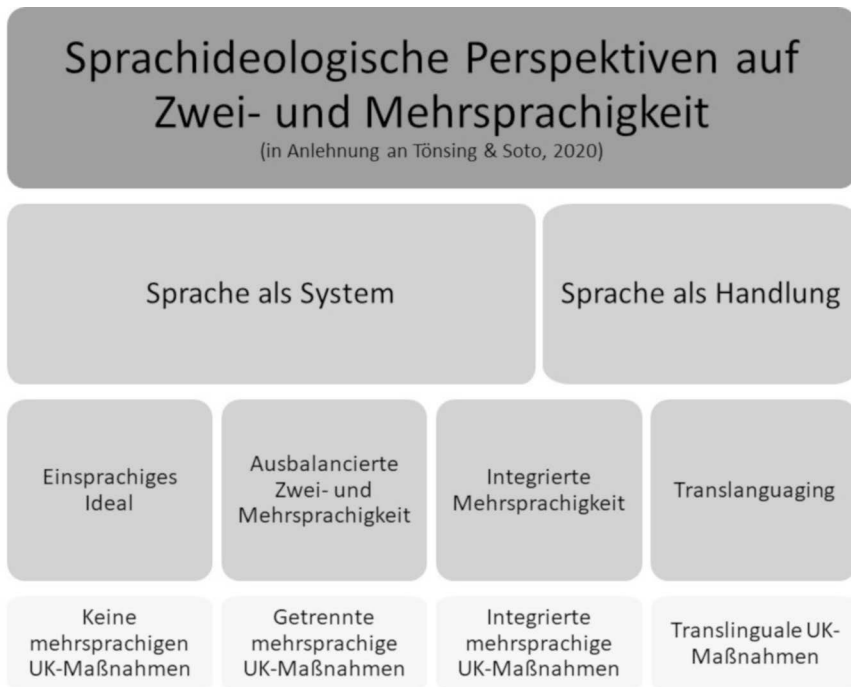 Sprachideologische Perspektiven auf
Zwei- und Mehrsprachigkeit
(in Anlehnung an Tönsing & Soto, 2020)
Sprache als System
Sprache als Handlung
Einsprachiges
Ideal
Ausbalancierte
Zwei- und
Mehrsprachigkeit
Integrierte
Mehrsprachigkeit
Translanguaging
Keine
mehrsprachigen
UK-Maßnahmen
Getrennte
mehrsprachige
UK-Maßnahmen
Integrierte
mehrsprachige
UK-Maßnahmen
Translinguale UK-
Maßnahmen